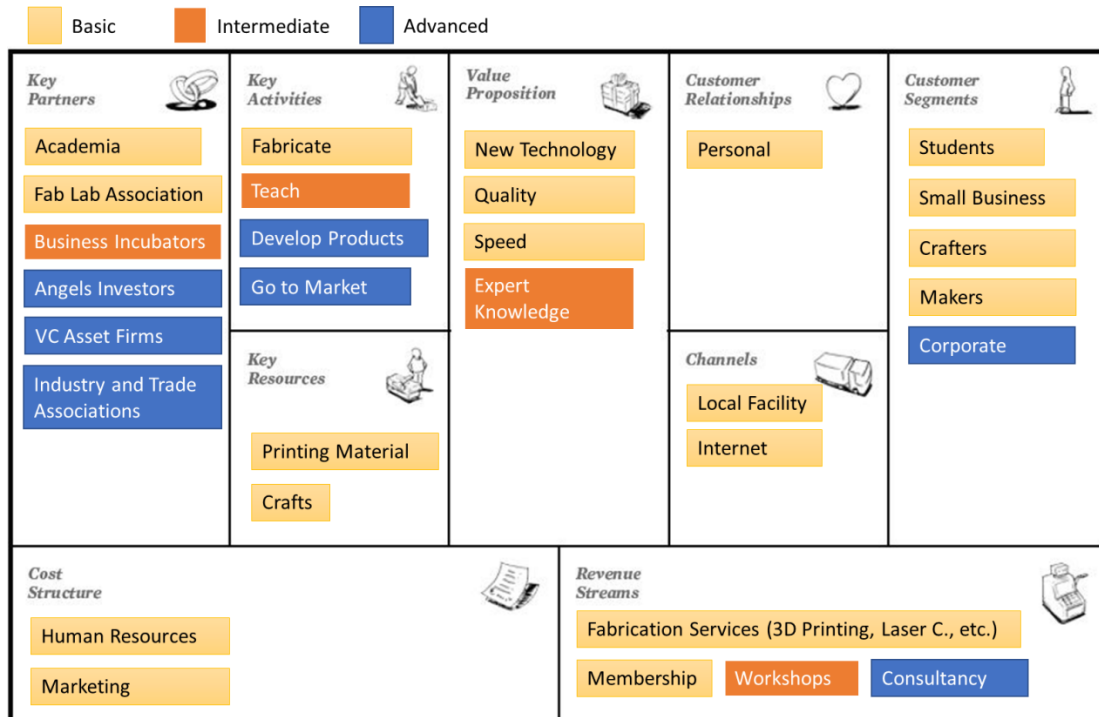 Basic
Intermediate
Advanced
Key
Partners
Academia
Fab Lab Association
Business Incubators
Angels Investors
VC Asset Firms
Industry and Trade
Associations
Key
Activities
Fabricate
Teach
Develop Products
Go to Market
Key
Resources
Printing Material
Crafts
Value
Proposition
New Technology
Quality
Speed
Expert
Knowledge
Customer
Relationships
Personal
Channels
Local Facility
Internet
Customer
Segments
Students
Small Business
Crafters
Makers
Corporate
Cost
Structure
Human Resources
Marketing
Revenue
Streams
Fabrication Services (3D Printing, Laser C., etc.)
Membership
Workshops
Consultancy